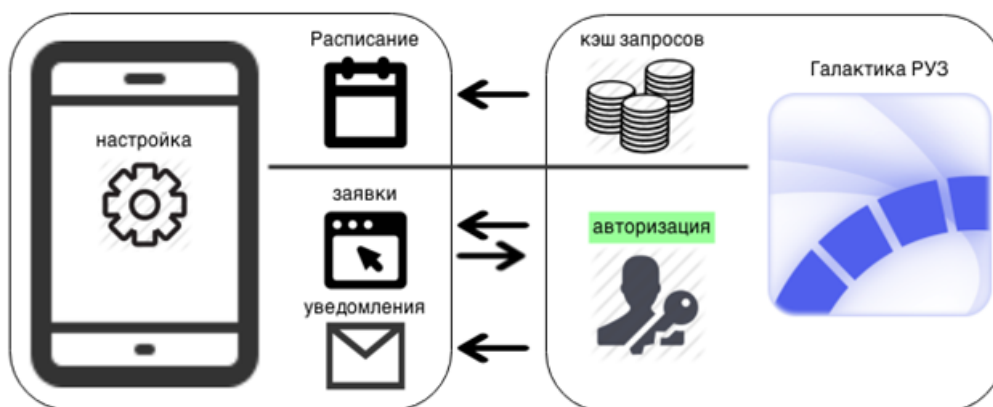 Расписание
кэш запросов
Галактика РУЗ
настройка
заявки
авторизация
уведомления